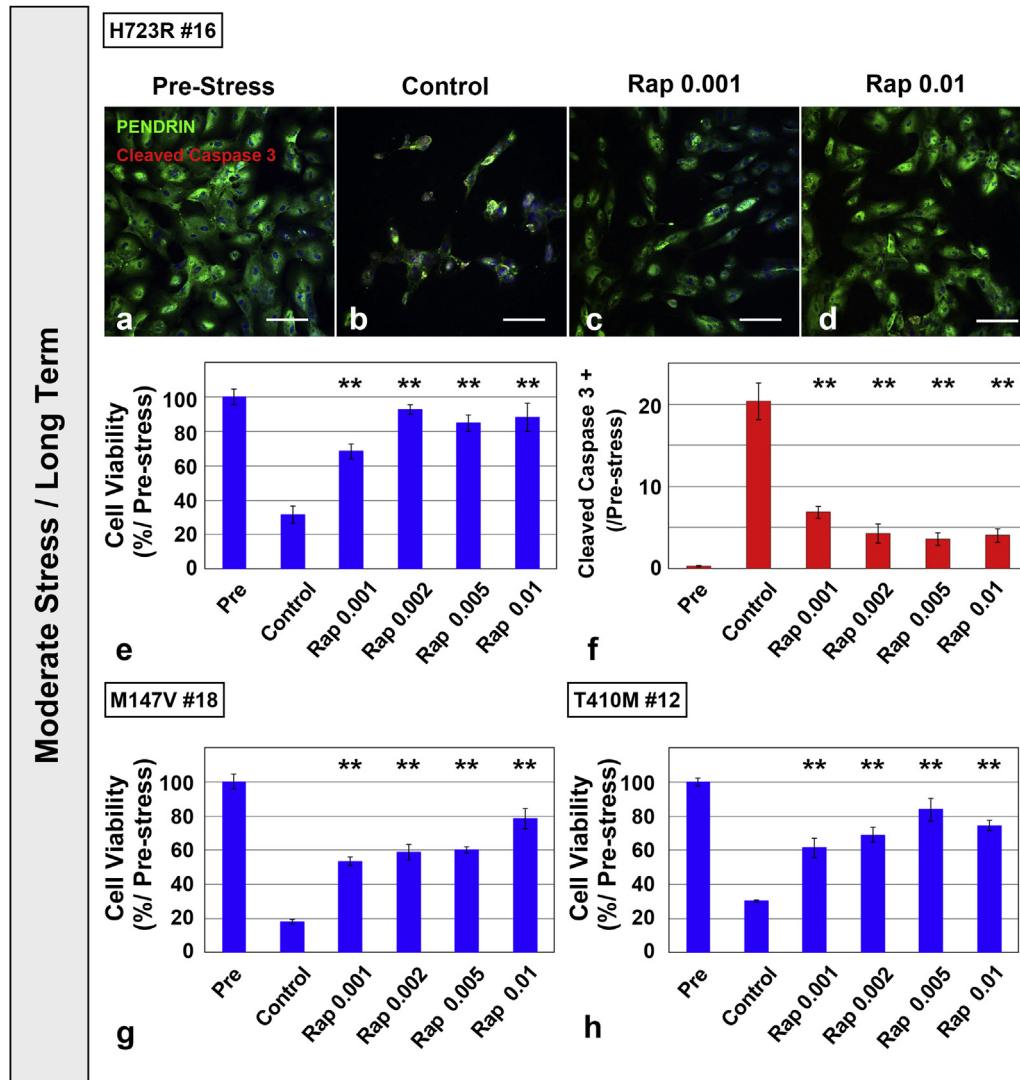 Moderate Stress / Long Term
H723R #16
Pre-Stress
Control
Rap 0.001
Rap 0.01
PENDRIN
Cleaved Caspase 3
a
b
c
d
Cell Viability
(%/ Pre-stress)
100
80
60
40
20
0
** ** ** **
Pre
Control
Rap 0.001
Rap 0.002
Rap 0.005
Rap 0.01
e
Cleaved Caspase 3 +
(/Pre-stress)
20
10
0
** ** ** **
Pre
Control
Rap 0.001
Rap 0.002
Rap 0.005
Rap 0.01
f
M147V #18
Cell Viability
(%/ Pre-stress)
100
80
60
40
20
0
** ** ** **
Pre
Control
Rap 0.001
Rap 0.002
Rap 0.005
Rap 0.01
g
T410M #12
Cell Viability
(%/ Pre-stress)
100
80
60
40
20
0
** ** ** **
Pre
Control
Rap 0.001
Rap 0.002
Rap 0.005
Rap 0.01
h